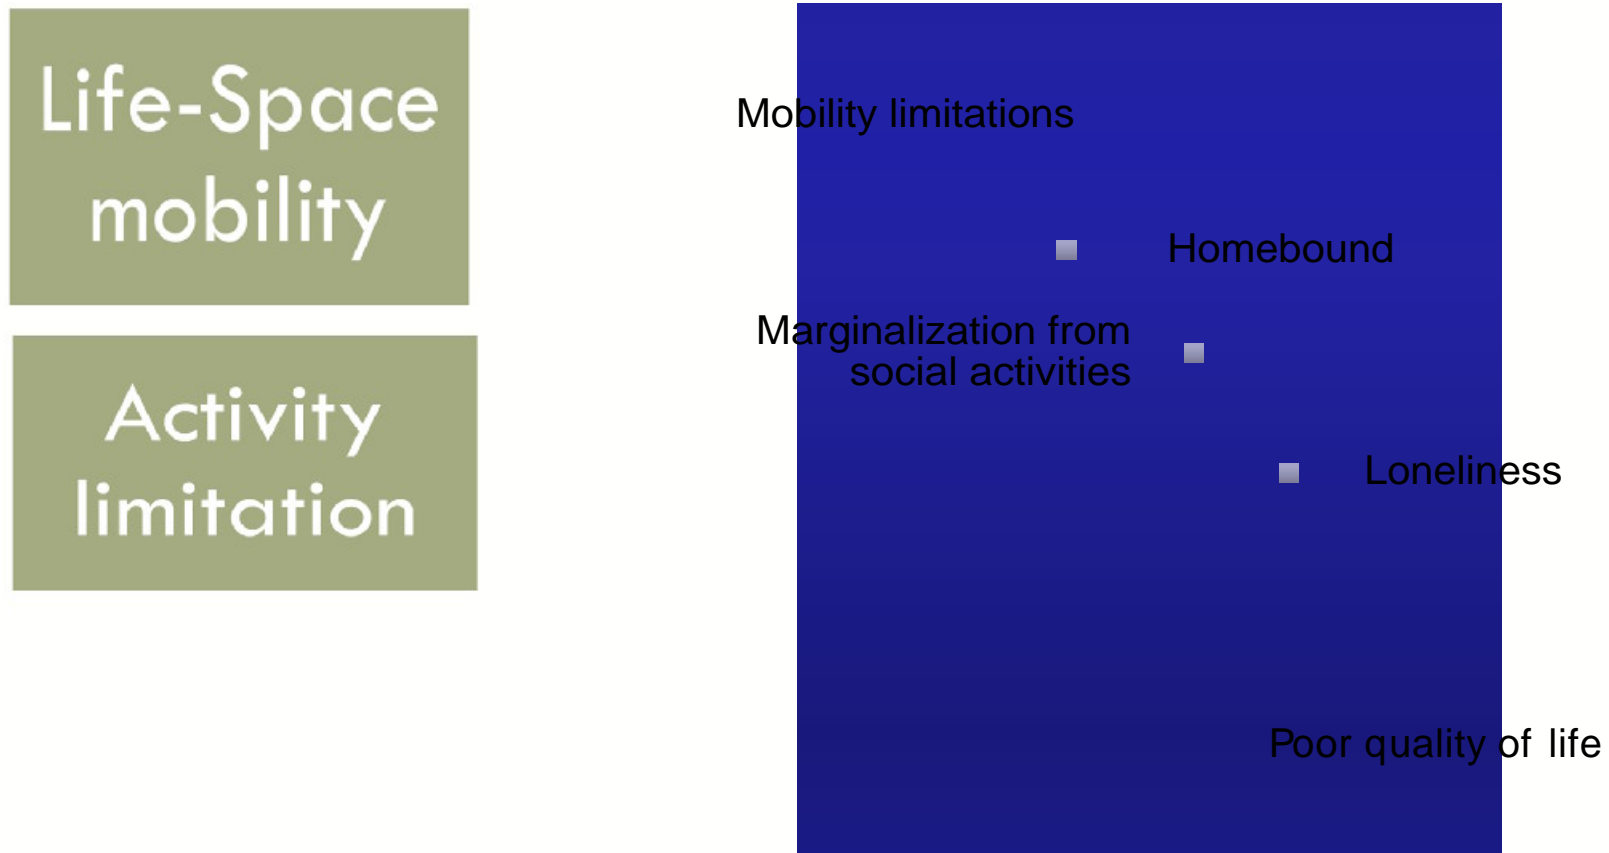 Life-Space
mobility
Activity
limitation
Mobility limitations
Homebound
Marginalization from
social activities
Loneliness
Poor quality of life